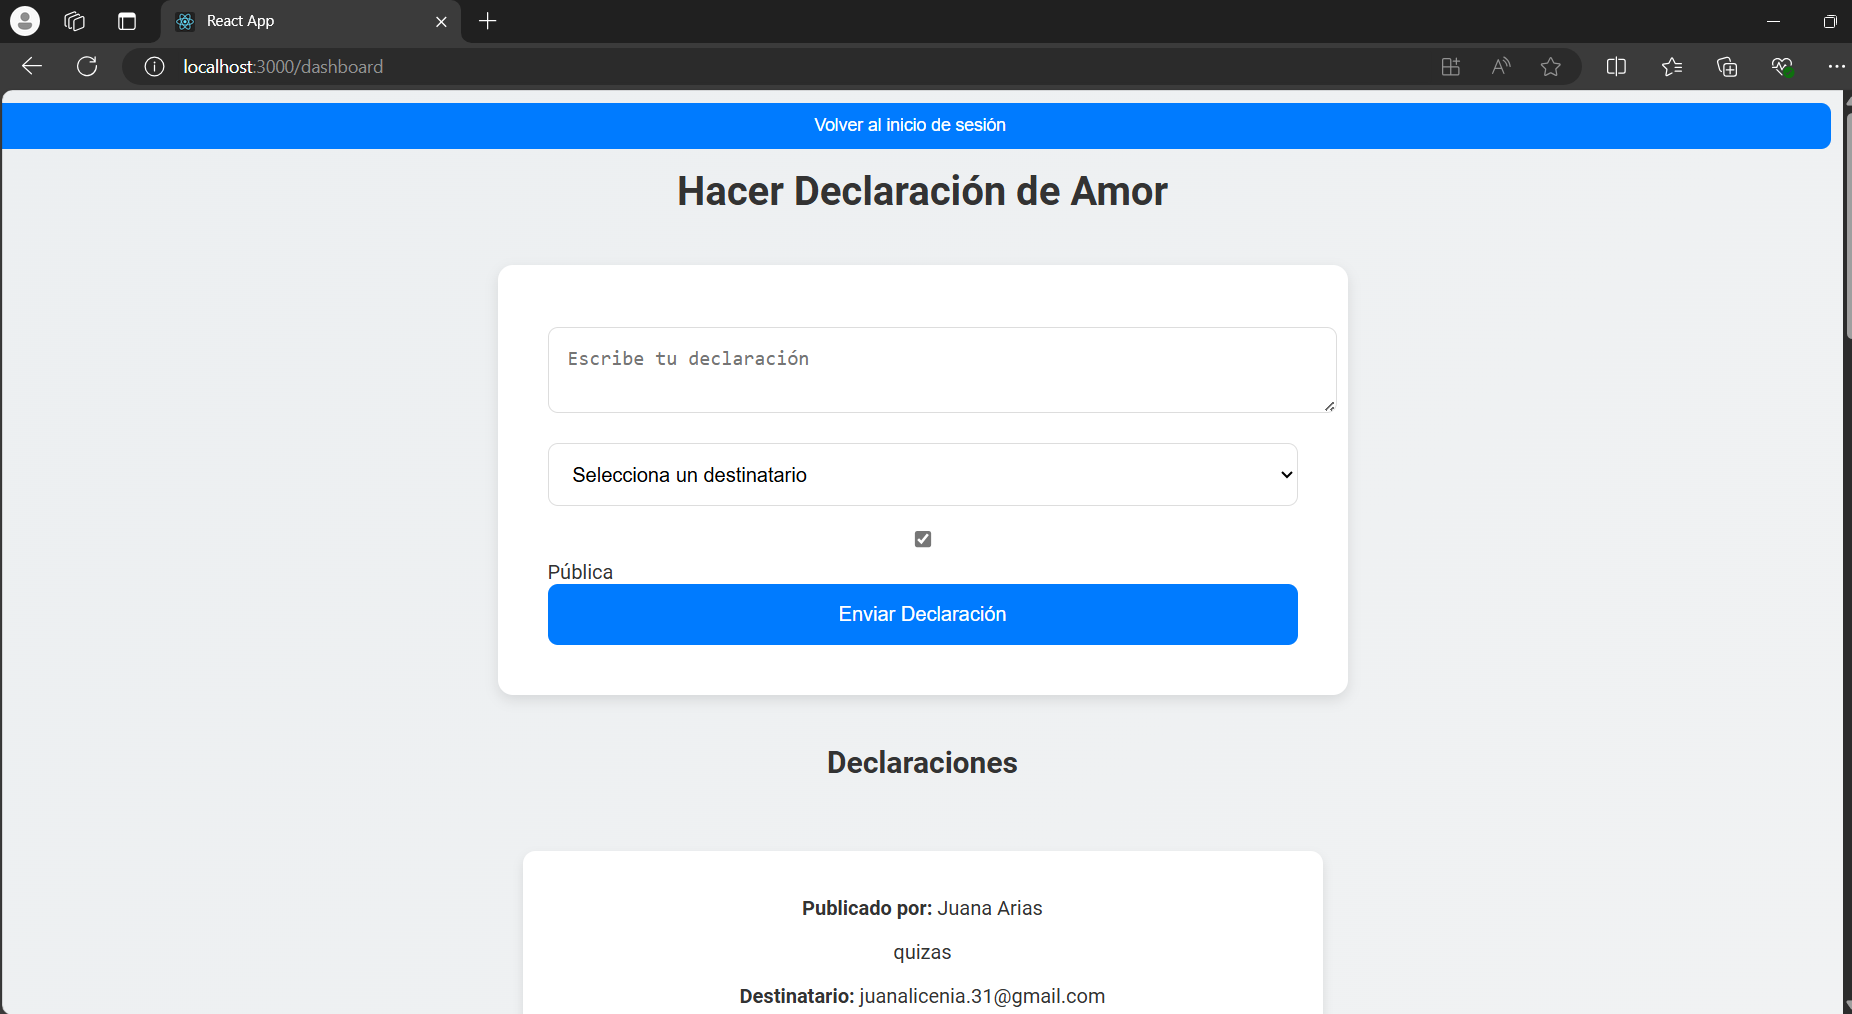 React App
localhost:3000/dashboard
Volver al inicio de sesión
Hacer Declaración de Amor
Escribe tu declaración
Selecciona un destinatario
Pública
Enviar Declaración
Declaraciones
Publicado por: Juana Arias
quizas
Destinatario: juanalicenia.31@gmail.com